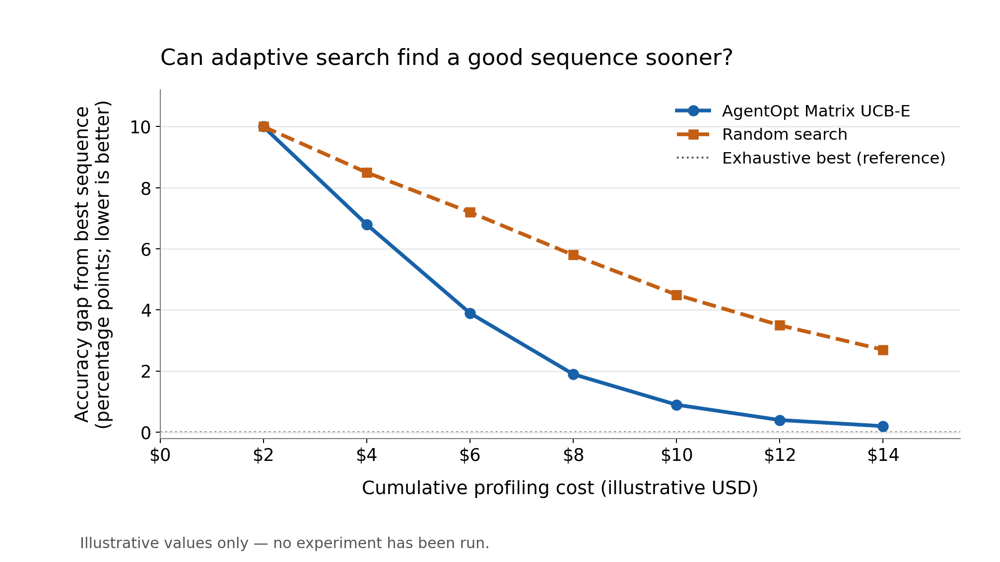 Can adaptive search find a good sequence sooner?
Accuracy gap from best sequence
(percentage points; lower is better)
10
8
6
4
2
0
AgentOpt Matrix UCB-E
Random search
Exhaustive best (reference)
$0 $2 $4 $6 $8 $10 $12 $14
Cumulative profiling cost (illustrative USD)
Illustrative values only — no experiment has been run.